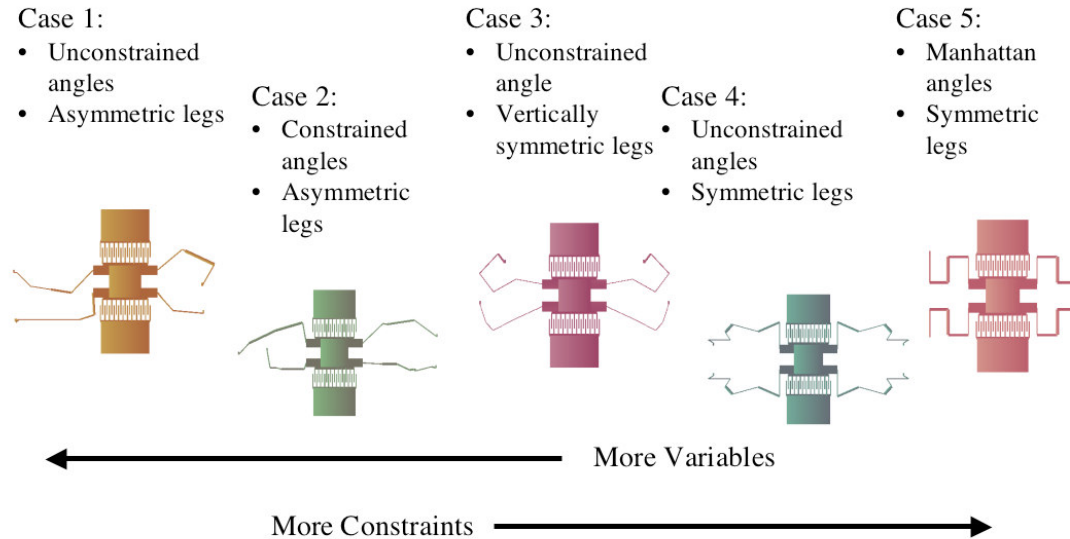 Case 1:
• Unconstrained
angles
• Asymmetric legs
Case 2:
• Constrained
angles
• Asymmetric
legs
Case 3:
• Unconstrained
angle
• Vertically
symmetric legs
Case 4:
• Unconstrained
angles
• Symmetric legs
Case 5:
• Manhattan
angles
• Symmetric
legs
More Variables
More Constraints